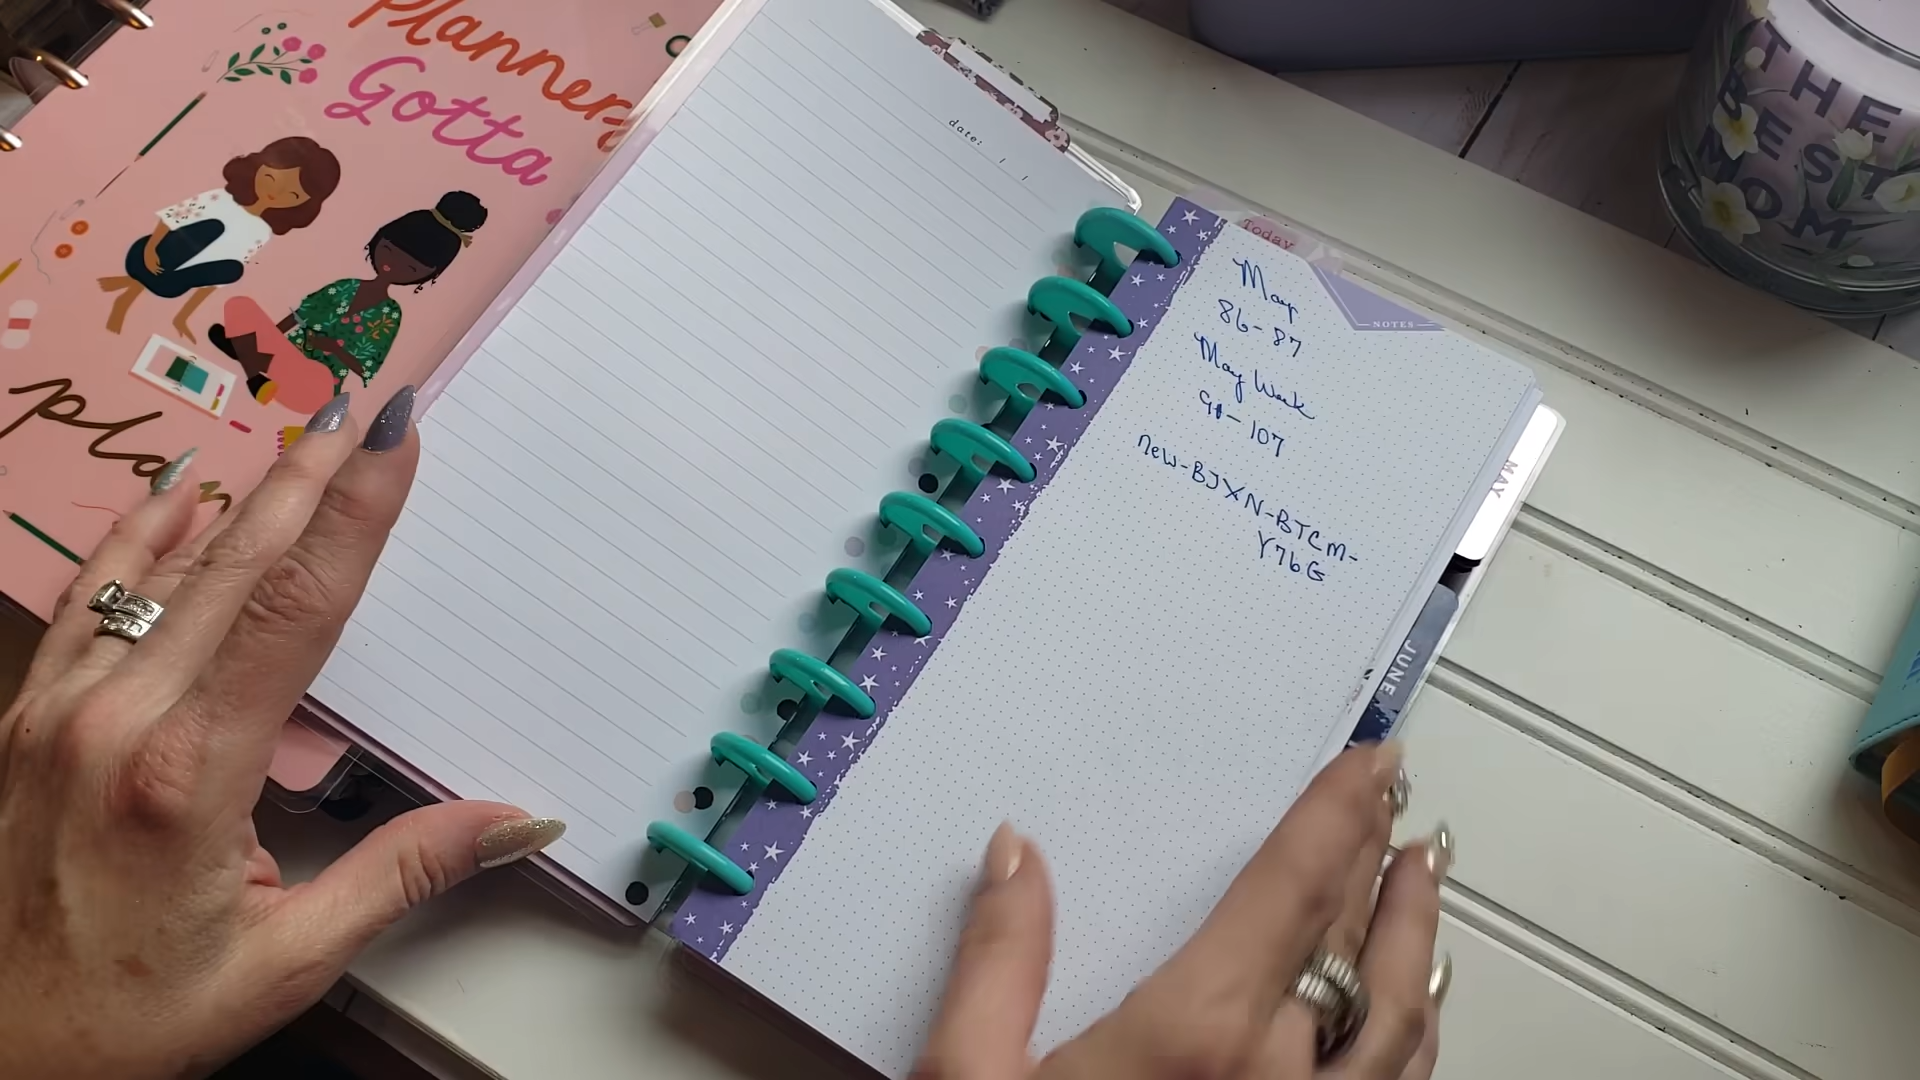 Planners
Gotta
plan
date: / /
Today
NOTES
May
86-87
May Week
90-107
new-BJXN-BTCM-
Y76G
MAY
JUNE
THE
BEST
MOM